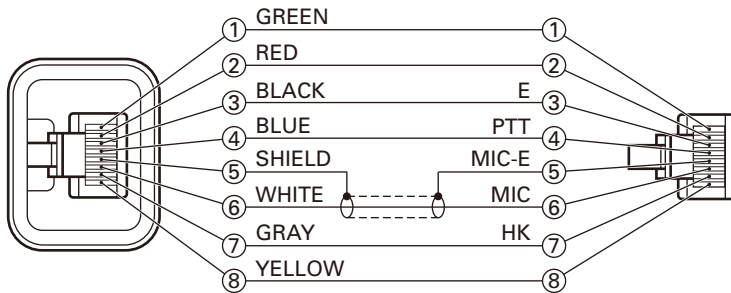 ① GREEN ①
② RED ②
③ BLACK E ③
④ BLUE PTT ④
⑤ SHIELD MIC-E ⑤
⑥ WHITE MIC ⑥
⑦ GRAY HK ⑦
⑧ YELLOW ⑧